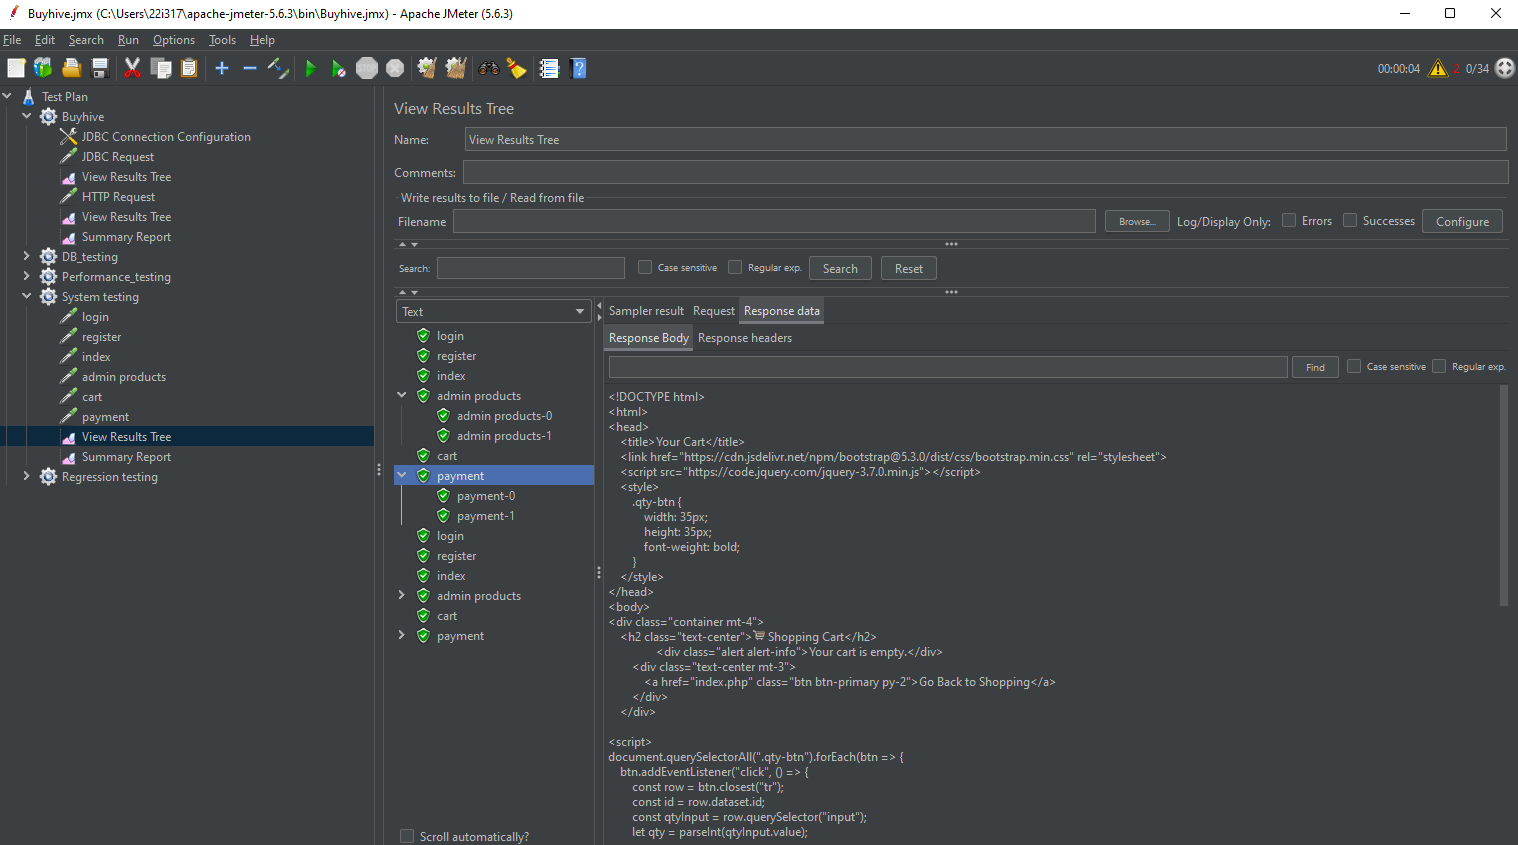 Buyhive.jmx (C:\Users\22i317\apache-jmeter-5.6.3\bin\Buyhive.jmx) - Apache JMeter (5.6.3)
File Edit Search Run Options Tools Help
STOP
00:00:04 2 0/34
Test Plan
Buyhive
JDBC Connection Configuration
JDBC Request
View Results Tree
HTTP Request
View Results Tree
Summary Report
DB_testing
Performance_testing
System testing
login
register
index
admin products
cart
payment
View Results Tree
Summary Report
Regression testing
View Results Tree
Name: View Results Tree
Comments:
Write results to file / Read from file
Filename Browse... Log/Display Only: Errors Successes Configure
Search: Case sensitive Regular exp. Search Reset
Text
login
register
index
admin products
admin products-0
admin products-1
cart
payment
payment-0
payment-1
login
register
index
admin products
cart
payment
Scroll automatically?
Sampler result Request Response data
Response Body Response headers
Find Case sensitive Regular exp.
<!DOCTYPE html>
<html>
<head>
<title>Your Cart</title>
<link href="https://cdn.jsdelivr.net/npm/bootstrap@5.3.0/dist/css/bootstrap.min.css" rel="stylesheet">
<script src="https://code.jquery.com/jquery-3.7.0.min.js"></script>
<style>
.qty-btn {
width: 35px;
height: 35px;
font-weight: bold;
}
</style>
</head>
<body>
<div class="container mt-4">
<h2 class="text-center">🛒 Shopping Cart</h2>
<div class="alert alert-info">Your cart is empty.</div>
<div class="text-center mt-3">
<a href="index.php" class="btn btn-primary py-2">Go Back to Shopping</a>
</div>
</div>
<script>
document.querySelectorAll(".qty-btn").forEach(btn => {
btn.addEventListener("click", () => {
const row = btn.closest("tr");
const id = row.dataset.id;
const qtyInput = row.querySelector("input");
let qty = parseInt(qtyInput.value);